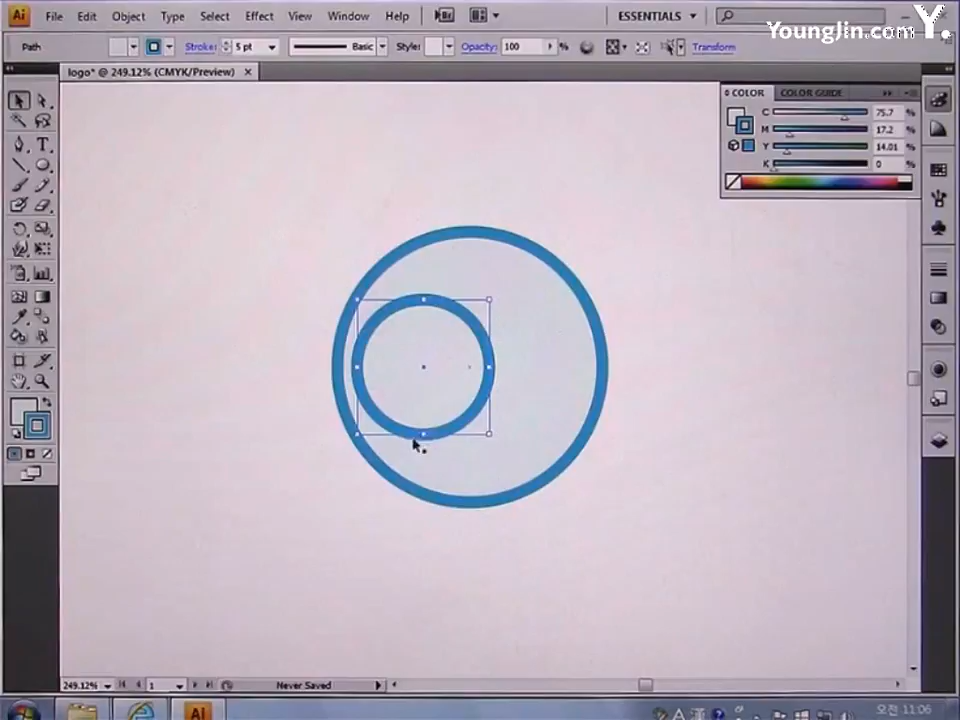 Ai File Edit Object Type Select Effect View Window Help Br ESSENTIALS
YoungJin.com Y.
Path Stroke: 5 pt Basic Style: Opacity: 100 % Transform
logo* @ 249.12% (CMYK/Preview) ×
COLOR COLOR GUIDE
C 75.7 %
M 17.2 %
Y 14.01 %
K 0 %
T
249.12% 1 Never Saved
Ai A 오전 11:06